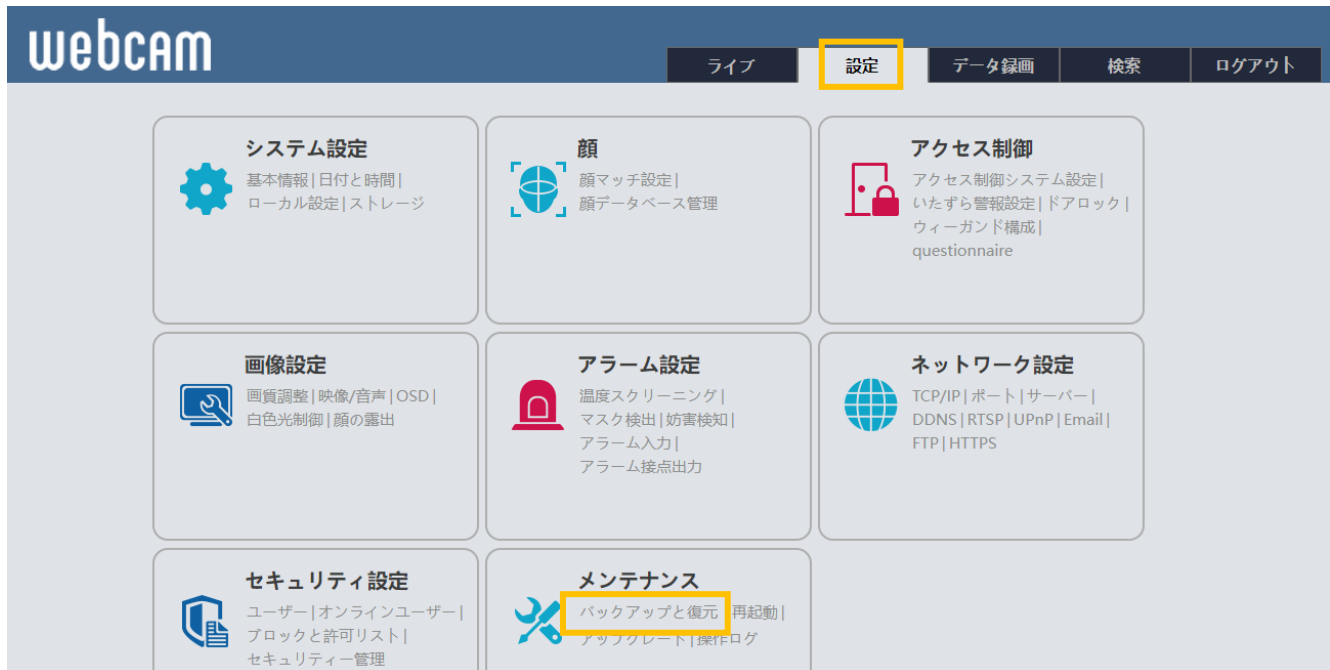 webcam
ライブ
設定
データ録画
検索
ログアウト
システム設定
基本情報|日付と時間|
ローカル設定|ストレージ
顔
顔マッチ設定|
顔データベース管理
アクセス制御
アクセス制御システム設定|
いたずら警報設定|ドアロック|
ウィーガンド構成|
questionnaire
画像設定
画質調整|映像/音声|OSD|
白色光制御|顔の露出
アラーム設定
温度スクリーニング|
マスク検出|妨害検知|
アラーム入力|
アラーム接点出力
ネットワーク設定
TCP/IP|ポート|サーバー|
DDNS|RTSP|UPnP|Email|
FTP|HTTPS
セキュリティ設定
ユーザー|オンラインユーザー|
ブロックと許可リスト|
セキュリティー管理
メンテナンス
バックアップと復元 再起動|
アップグレード|操作ログ